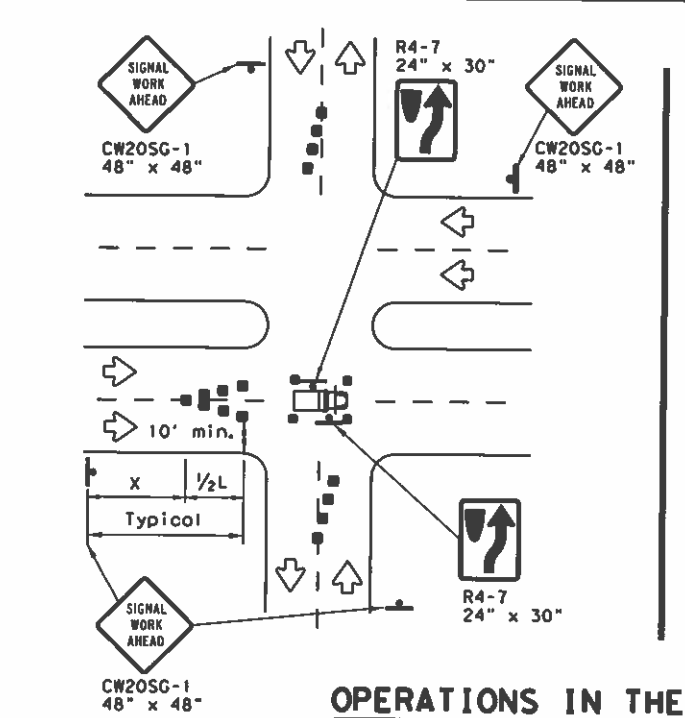 SIGNAL
WORK
AHEAD
CW20SG-1
48" x 48"
R4-7
24" x 30"
SIGNAL
WORK
AHEAD
CW20SG-1
48" x 48"
10' min.
X
1/2L
Typical
SIGNAL
WORK
AHEAD
CW20SG-1
48" x 48"
R4-7
24" x 30"
OPERATIONS IN THE